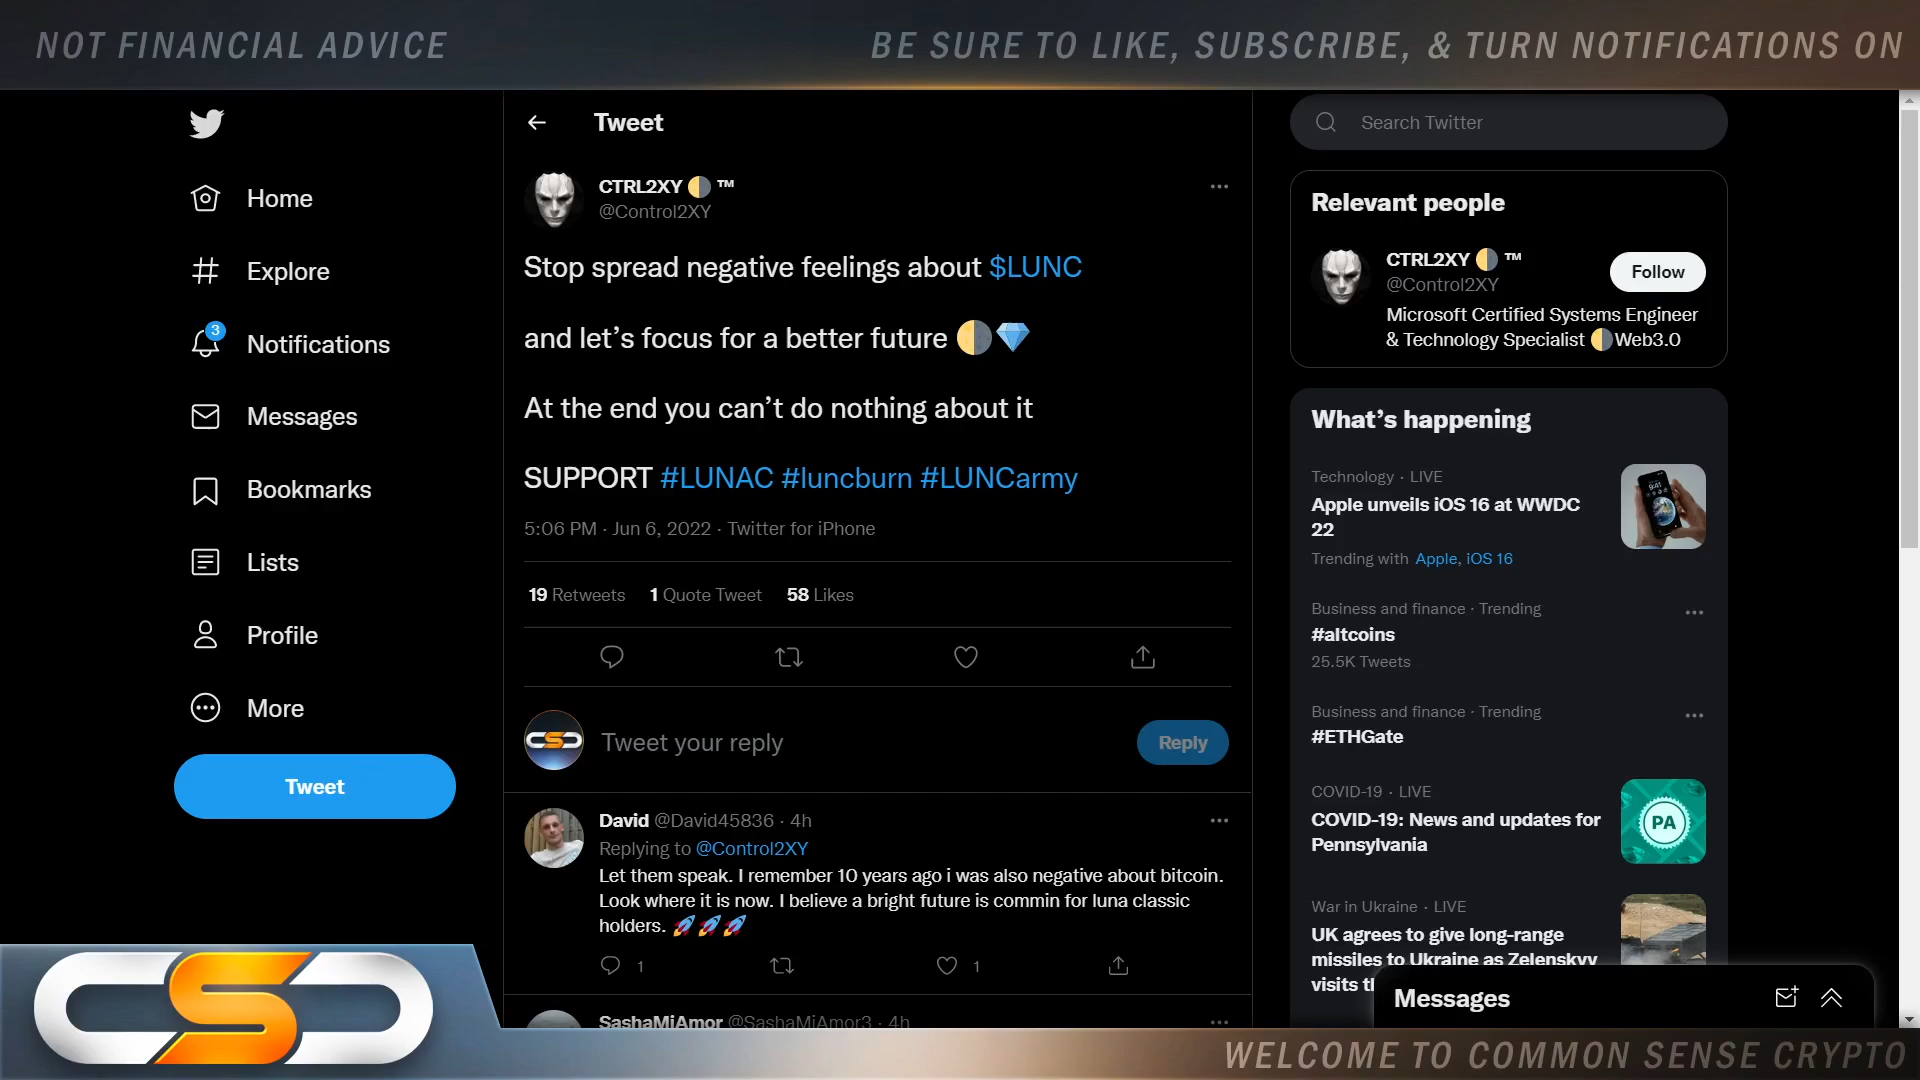 NOT FINANCIAL ADVICE
BE SURE TO LIKE, SUBSCRIBE, & TURN NOTIFICATIONS ON
Home
Explore
3
Notifications
Messages
Bookmarks
Lists
Profile
More
Tweet
Tweet
CTRL2XY 🌗 ™
@Control2XY
Stop spread negative feelings about $LUNC
and let’s focus for a better future 🌗💎
At the end you can’t do nothing about it
SUPPORT #LUNAC #luncburn #LUNCarmy
5:06 PM · Jun 6, 2022 · Twitter for iPhone
19 Retweets 1 Quote Tweet 58 Likes
Tweet your reply
Reply
David @David45836 · 4h
Replying to @Control2XY
Let them speak. I remember 10 years ago i was also negative about bitcoin.
Look where it is now. I believe a bright future is commin for luna classic
holders. 🚀🚀🚀
1
1
SashaMiAmor @SashaMiAmor3 · 4h
Search Twitter
Relevant people
CTRL2XY 🌗 ™
@Control2XY
Follow
Microsoft Certified Systems Engineer
& Technology Specialist 🌗Web3.0
What’s happening
Technology · LIVE
Apple unveils iOS 16 at WWDC
22
Trending with Apple, iOS 16
9:41
Business and finance · Trending
#altcoins
25.5K Tweets
Business and finance · Trending
#ETHGate
COVID-19 · LIVE
COVID-19: News and updates for
Pennsylvania
PA
War in Ukraine · LIVE
UK agrees to give long-range
missiles to Ukraine as Zelenskyy
visits
Messages
CSC
WELCOME TO COMMON SENSE CRYPTO